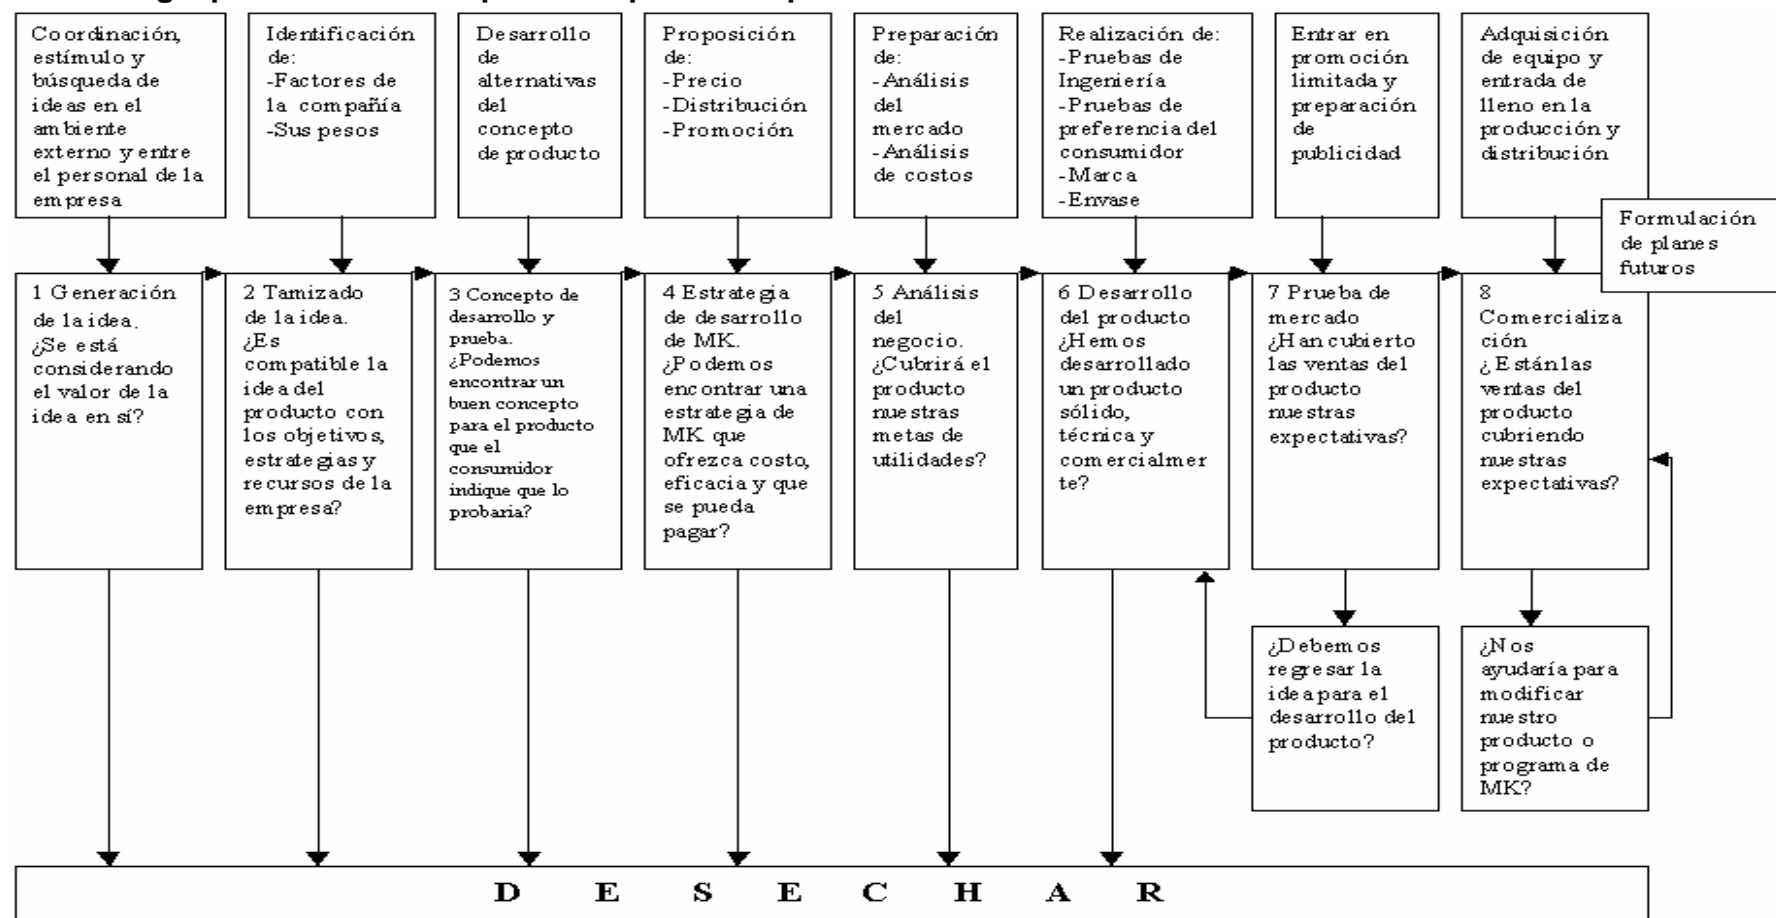 Coordinación,
estímulo y
búsqueda de
ideas en el
ambiente
externo y entre
el personal de la
empresa
Identificación
de:
-Factores de
la compañía
-Sus pesos
Desarrollo
de
alternativas
del
concepto
de producto
Proposición
de:
-Precio
-Distribución
-Promoción
Preparación
de:
-Análisis
del
mercado
-Análisis
de costos
Realización de:
-Pruebas de
Ingeniería
-Pruebas de
preferencia del
consumidor
-Marca
-Envase
Entrar en
promoción
limitada y
preparación
de
publicidad
Adquisición
de equipo y
entrada de
lleno en la
producción y
distribución
Formulación
de planes
futuros
1 Generación
de la idea.
¿Se está
considerando
el valor de la
idea en sí?
2 Tamizado
de la idea.
¿Es
compatible la
idea del
producto con
los objetivos,
estrategias y
recursos de la
empresa?
3 Concepto de
desarrollo y
prueba.
¿Podemos
encontrar un
buen concepto
para el producto
que el
consumidor
indique que lo
probaria?
4 Estrategia
de desarrollo
de MK.
¿Podemos
encontrar una
estrategia de
MK que
ofrezca costo,
eficacia y que
se pueda
pagar?
5 Análisis
del
negocio.
¿Cubrirá el
producto
nuestras
metas de
utilidades?
6 Desarrollo
del producto
¿Hemos
desarrollado
un producto
sólido,
técnica y
comercialmer
te?
7 Prueba de
mercado
¿Han cubierto
las ventas del
producto
nuestras
expectativas?
8
Comercializa
ción
¿Están las
ventas del
producto
cubriendo
nuestras
expectativas?
¿Debemos
regresar la
idea para el
desarrollo del
producto?
¿Nos
ayudaría para
modificar
nuestro
producto o
programa de
MK?
D E S E C H A R